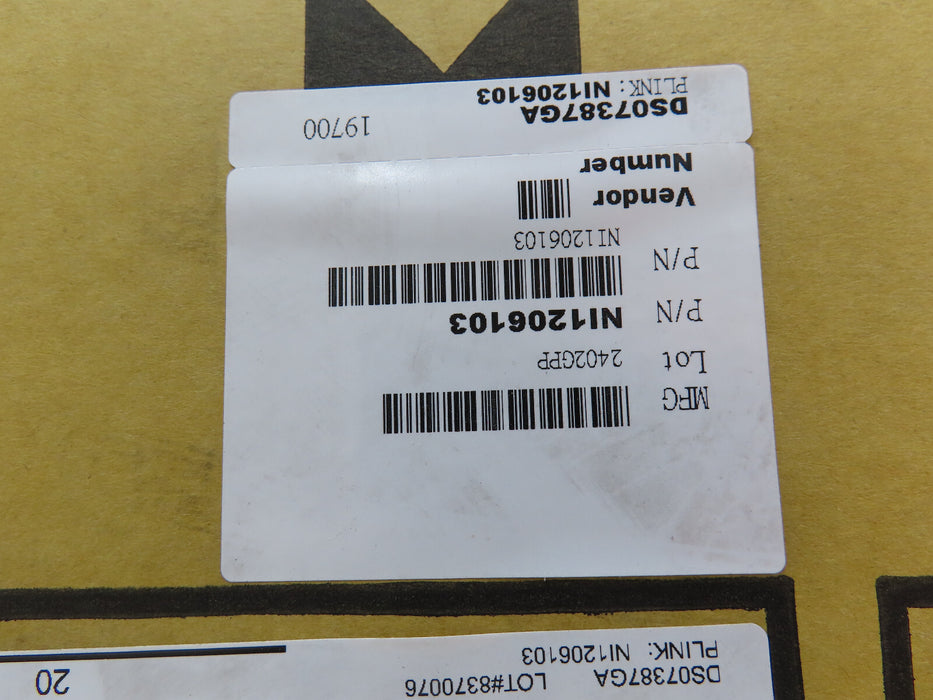 DS07387GA LOT#8370076 20
PLINK: NI1206103
MFG
Lot 2402GPP
P/N NI1206103
P/N NI1206103
Vendor
Number
DS07387GA 19700
PLINK: NI1206103